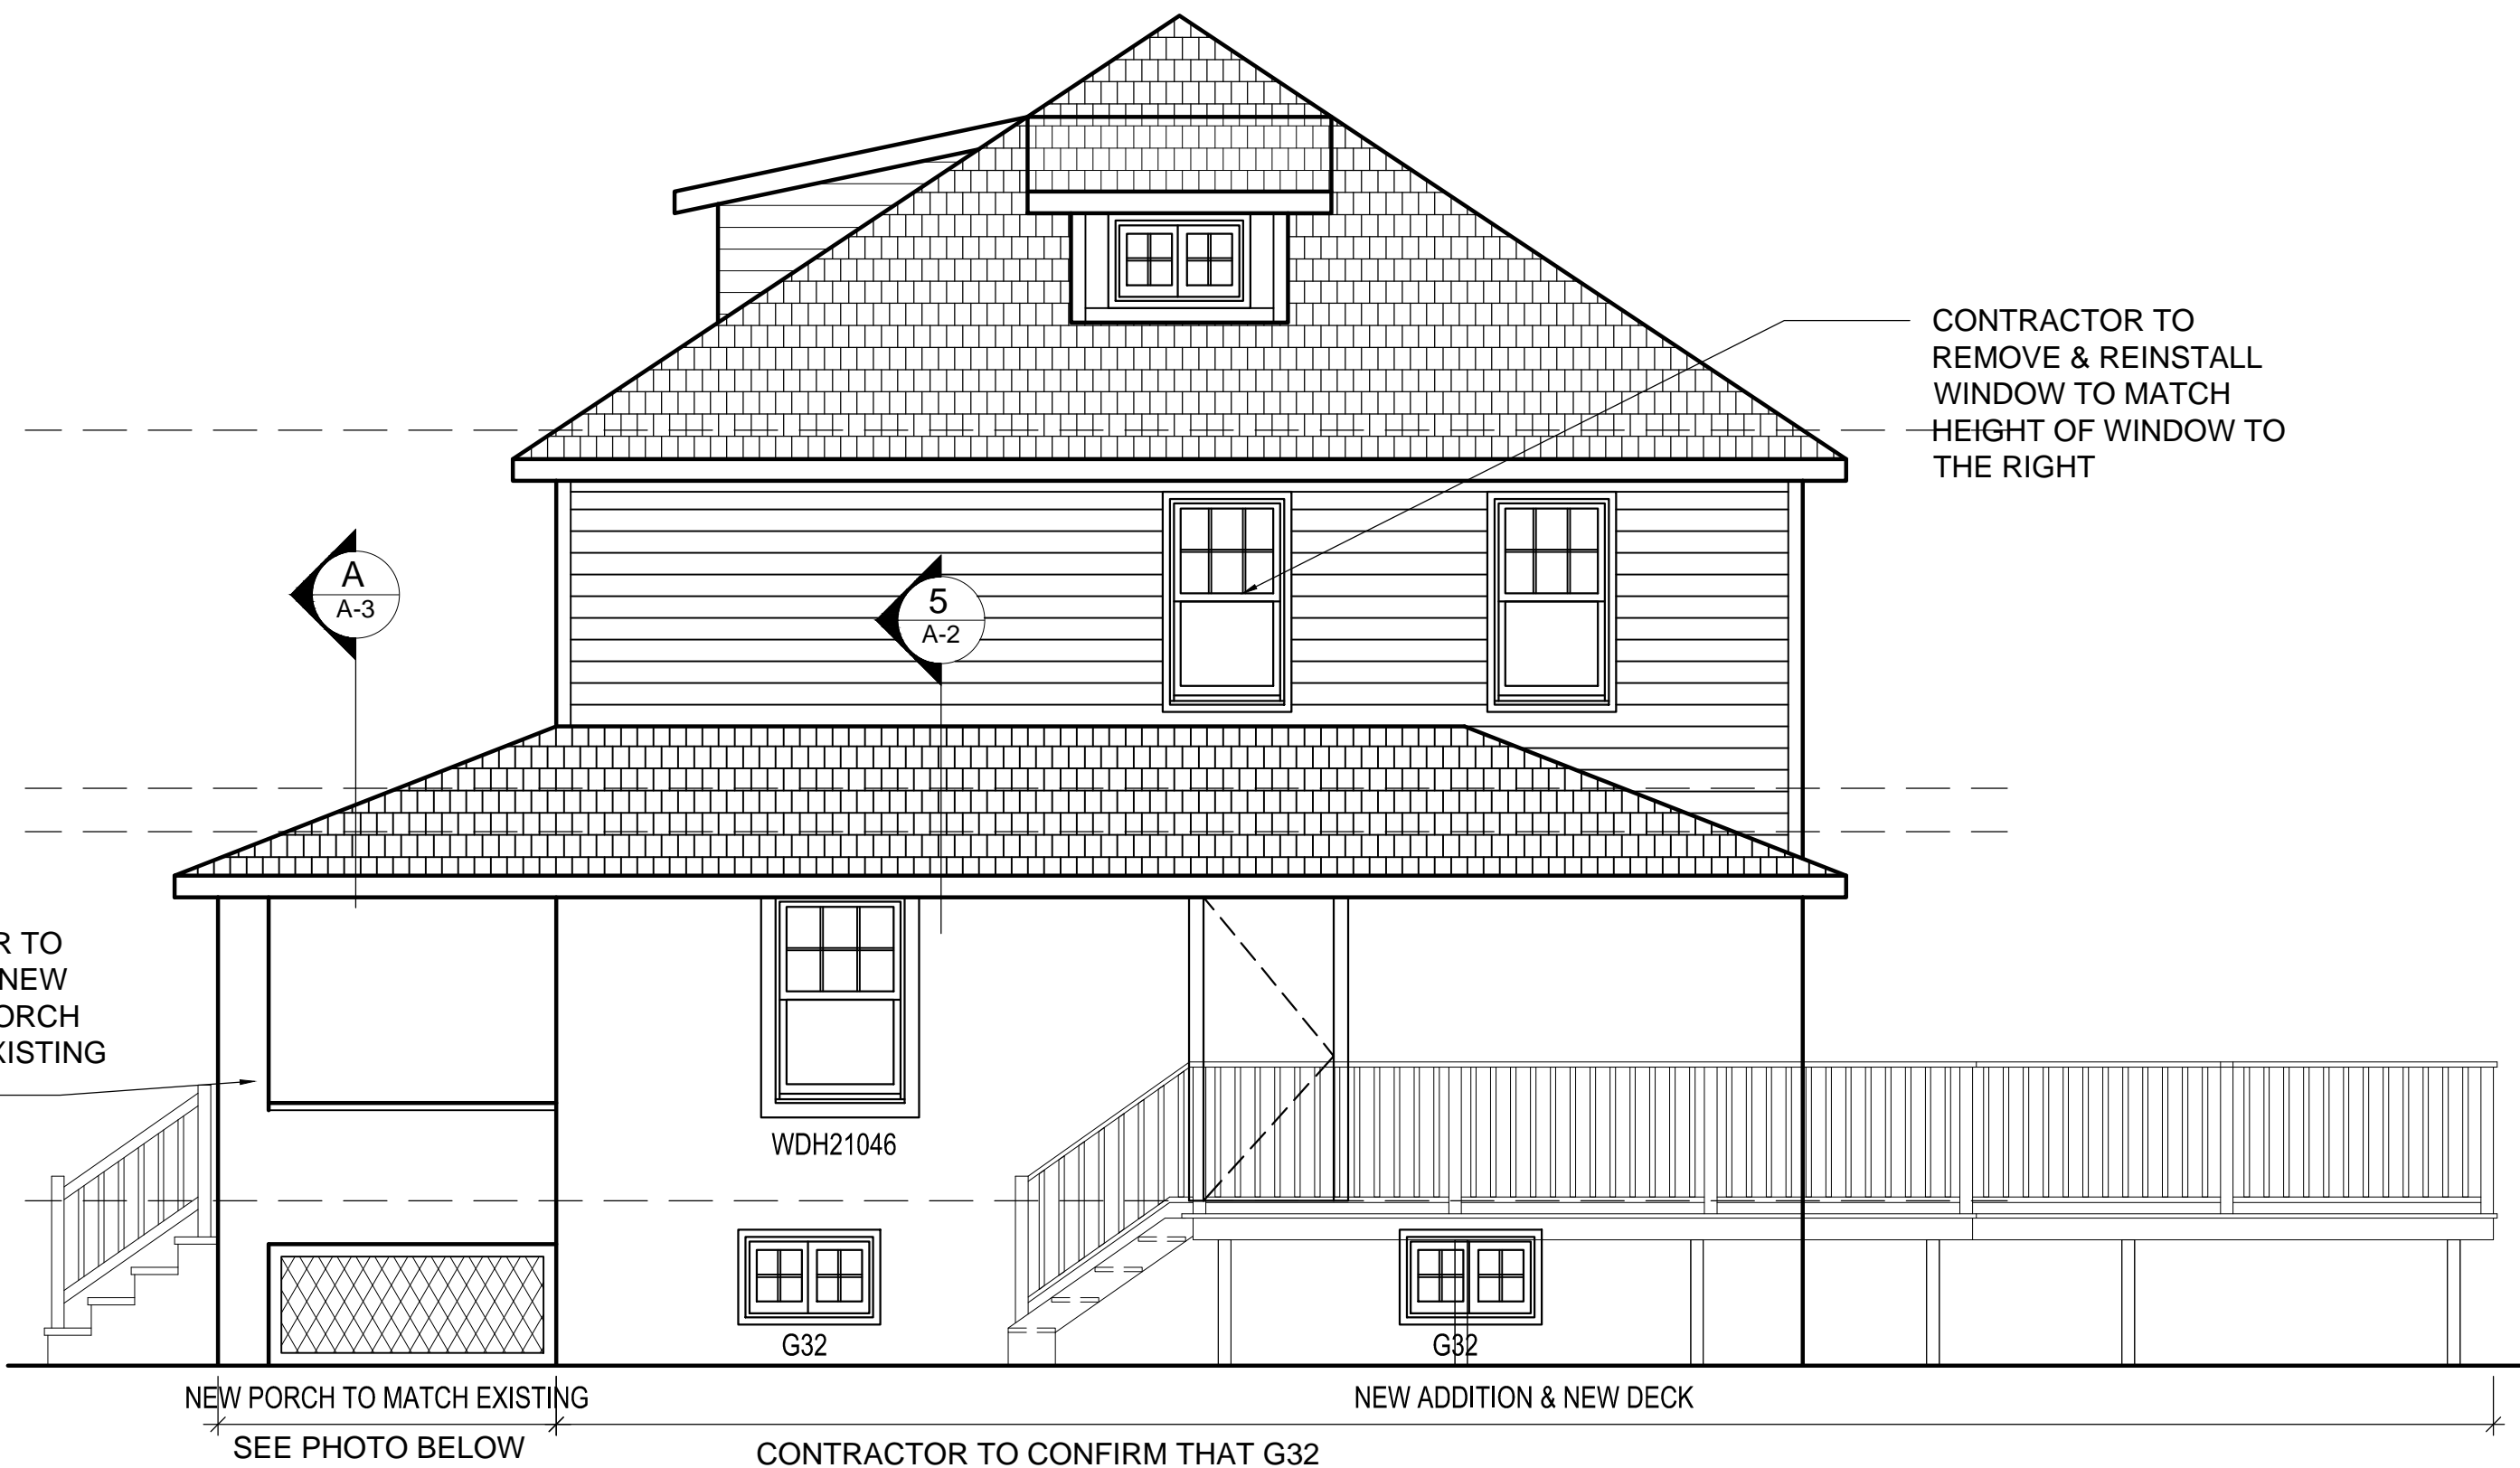 CONTRACTOR TO
REMOVE & REINSTALL
WINDOW TO MATCH
HEIGHT OF WINDOW TO
THE RIGHT
A
A-3
5
A-2
R TO
NEW
ORCH
XISTING
WDH21046
G32
G32
NEW PORCH TO MATCH EXISTING
NEW ADDITION & NEW DECK
SEE PHOTO BELOW
CONTRACTOR TO CONFIRM THAT G32